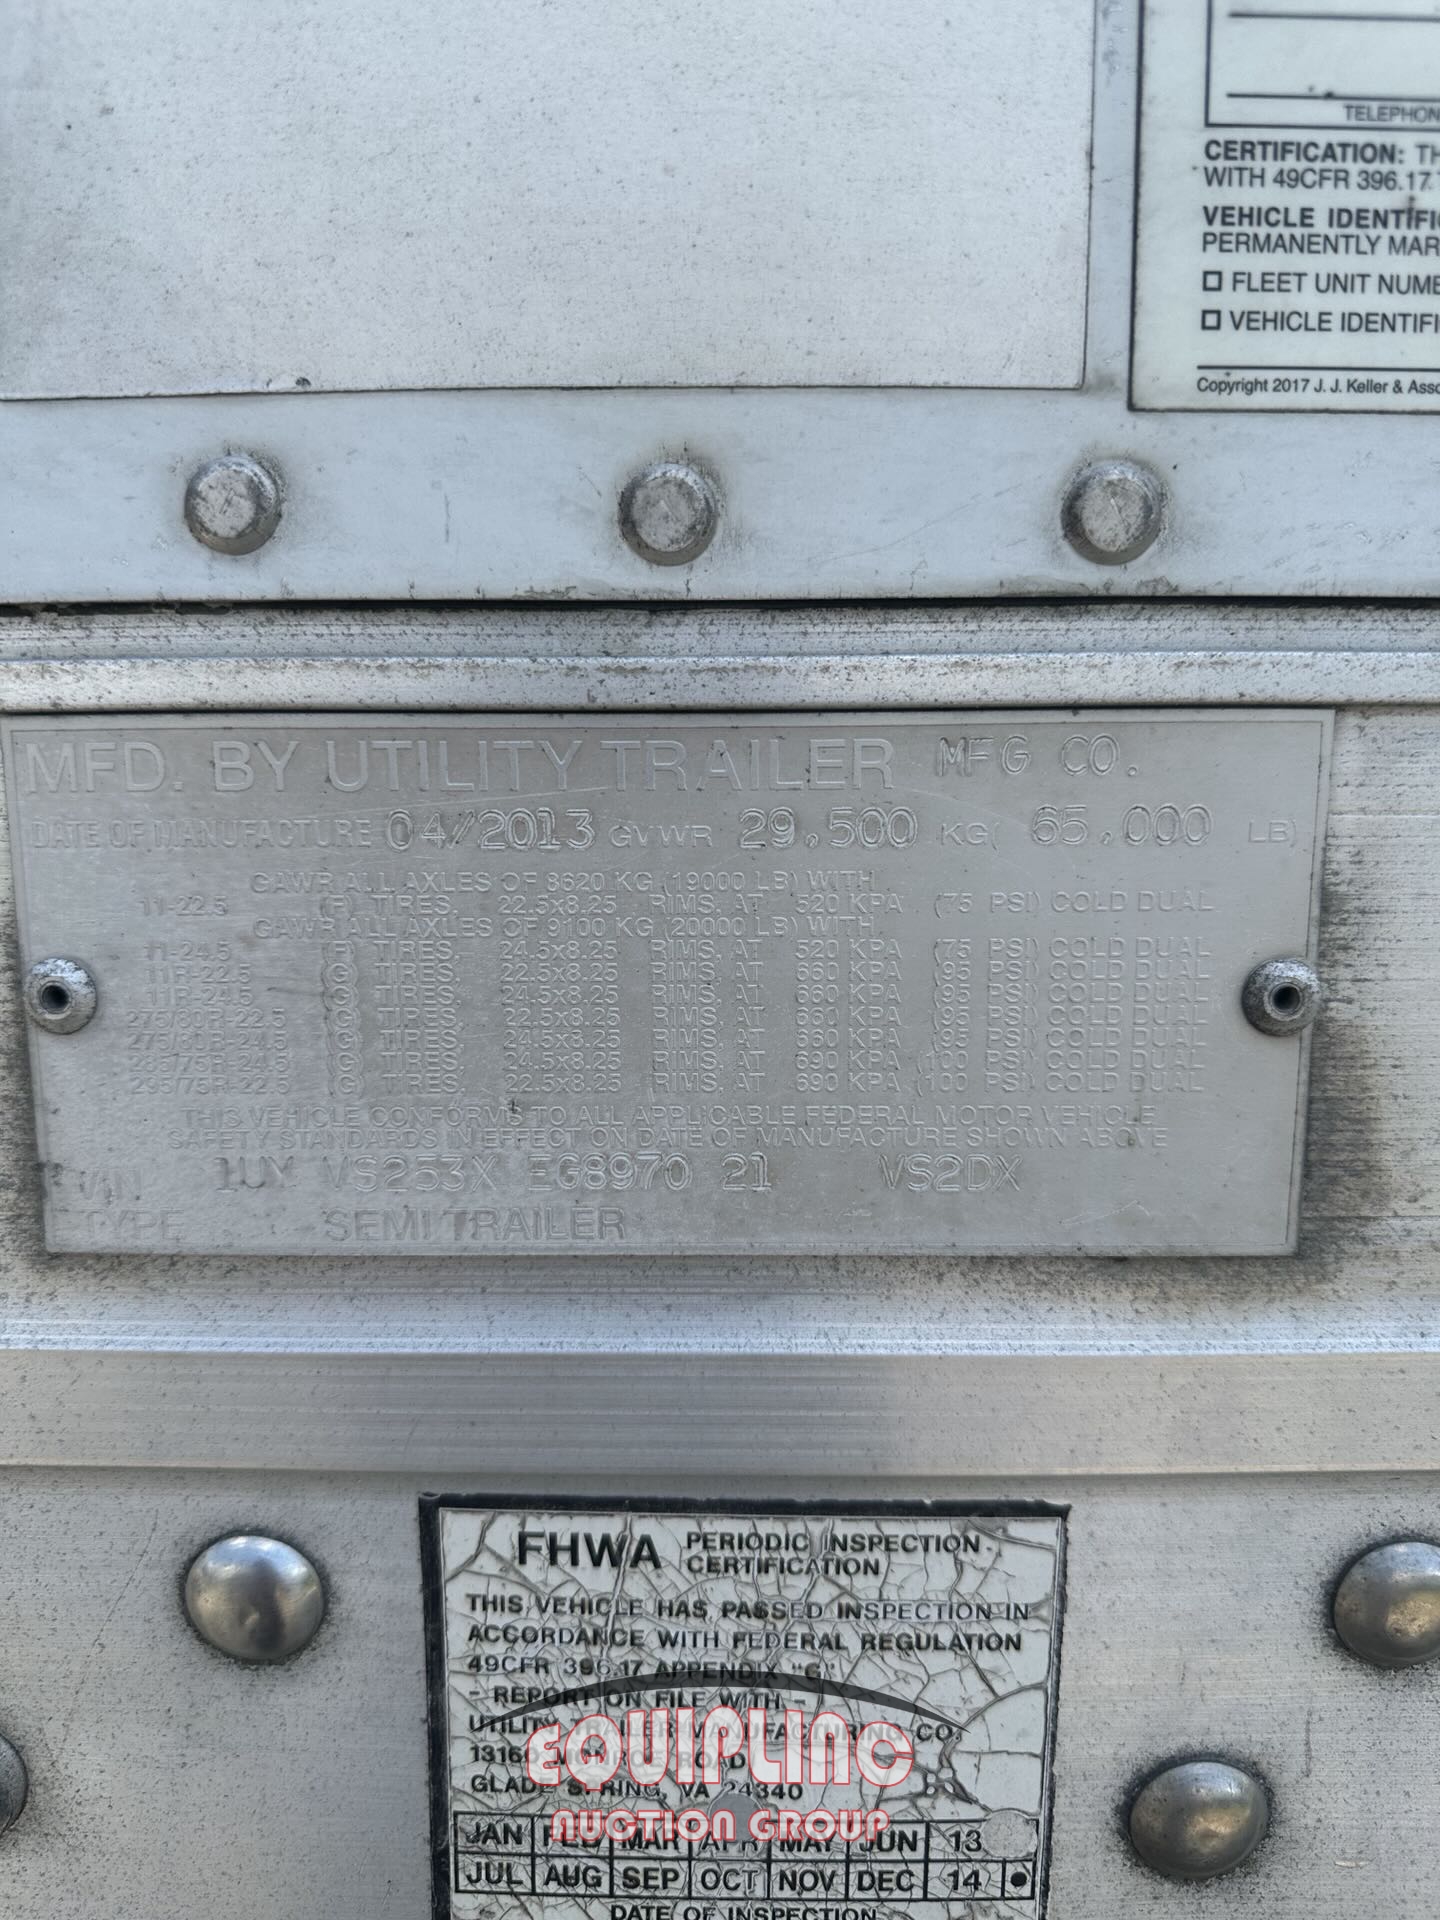 TELEPHON
CERTIFICATION: TH
WITH 49CFR 396.17
VEHICLE IDENTIFI
PERMANENTLY MAR
☐ FLEET UNIT NUMB
☐ VEHICLE IDENTIFI
Copyright 2017 J. J. Keller & Asso
MFD. BY UTILITY TRAILER MFG CO.
DATE OF MANUFACTURE 04//2013 GVWR 29,500 KG( 65,000 LB)
GAWR ALL AXLES OF 8620 KG (19000 LB) WITH
11-22.5 (F) TIRES, 22.5x8.25 RIMS, AT 520 KPA (75 PSI) COLD DUAL
GAWR ALL AXLES OF 9100 KG (20000 LB) WITH
11-24.5 (F) TIRES, 24.5x8.25 RIMS, AT 520 KPA (75 PSI) COLD DUAL
11R-22.5 (G) TIRES, 22.5x8.25 RIMS, AT 660 KPA (95 PSI) COLD DUAL
11R-24.5 (G) TIRES, 24.5x8.25 RIMS, AT 660 KPA (95 PSI) COLD DUAL
275/80R-22.5 (G) TIRES, 22.5x8.25 RIMS, AT 660 KPA (95 PSI) COLD DUAL
275/80R-24.5 (G) TIRES, 24.5x8.25 RIMS, AT 660 KPA (95 PSI) COLD DUAL
285/75R-24.5 (G) TIRES, 24.5x8.25 RIMS, AT 690 KPA (100 PSI) COLD DUAL
295/75R-22.5 (G) TIRES, 22.5x8.25 RIMS, AT 690 KPA (100 PSI) COLD DUAL
THIS VEHICLE CONFORMS TO ALL APPLICABLE FEDERAL MOTOR VEHICLE
SAFETY STANDARDS IN EFFECT ON DATE OF MANUFACTURE SHOWN ABOVE
VIN 1UY VS253X EG8970 21 VS2DX
TYPE SEMITRAILER
FHWA PERIODIC INSPECTION
CERTIFICATION
THIS VEHICLE HAS PASSED INSPECTION IN
ACCORDANCE WITH FEDERAL REGULATION
49CFR 396.17 APPENDIX "G"
- REPORT ON FILE WITH -
UTILITY TRAILER MANUFACTURING CO.
13160 MONROE ROAD
GLADE SPRING, VA 24340
EQUIPLINC
AUCTION GROUP
JAN FEB MAR APR MAY JUN 13
JUL AUG SEP OCT NOV DEC 14
DATE OF INSPECTION